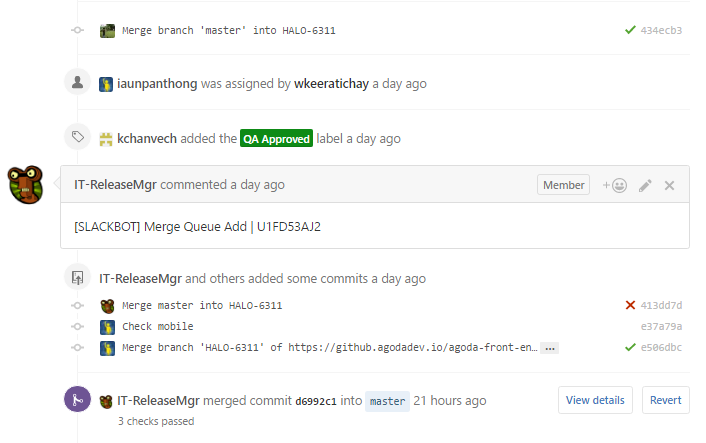 Merge branch 'master' into HALO-6311 434ecb3
iaunpanthong was assigned by wkeeratichay a day ago
kchanvech added the QA Approved label a day ago
IT-ReleaseMgr commented a day ago Member
[SLACKBOT] Merge Queue Add | U1FD53AJ2
IT-ReleaseMgr and others added some commits a day ago
Merge master into HALO-6311 413dd7d
Check mobile e37a79a
Merge branch 'HALO-6311' of https://github.agodadev.io/agoda-front-en… … e506dbc
IT-ReleaseMgr merged commit d6992c1 into master 21 hours ago View details Revert
3 checks passed